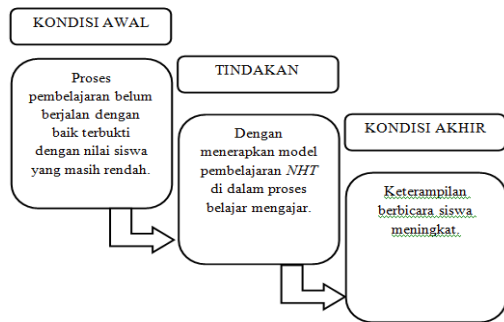 KONDISI AWAL
Proses
pembelajaran belum
berjalan dengan
baik terbukti
dengan nilai siswa
yang masih rendah.
TINDAKAN
Dengan
menerapkan model
pembelajaran NHT
di dalam proses
belajar mengajar.
KONDISI AKHIR
Keterampilan
berbicara siswa
meningkat.